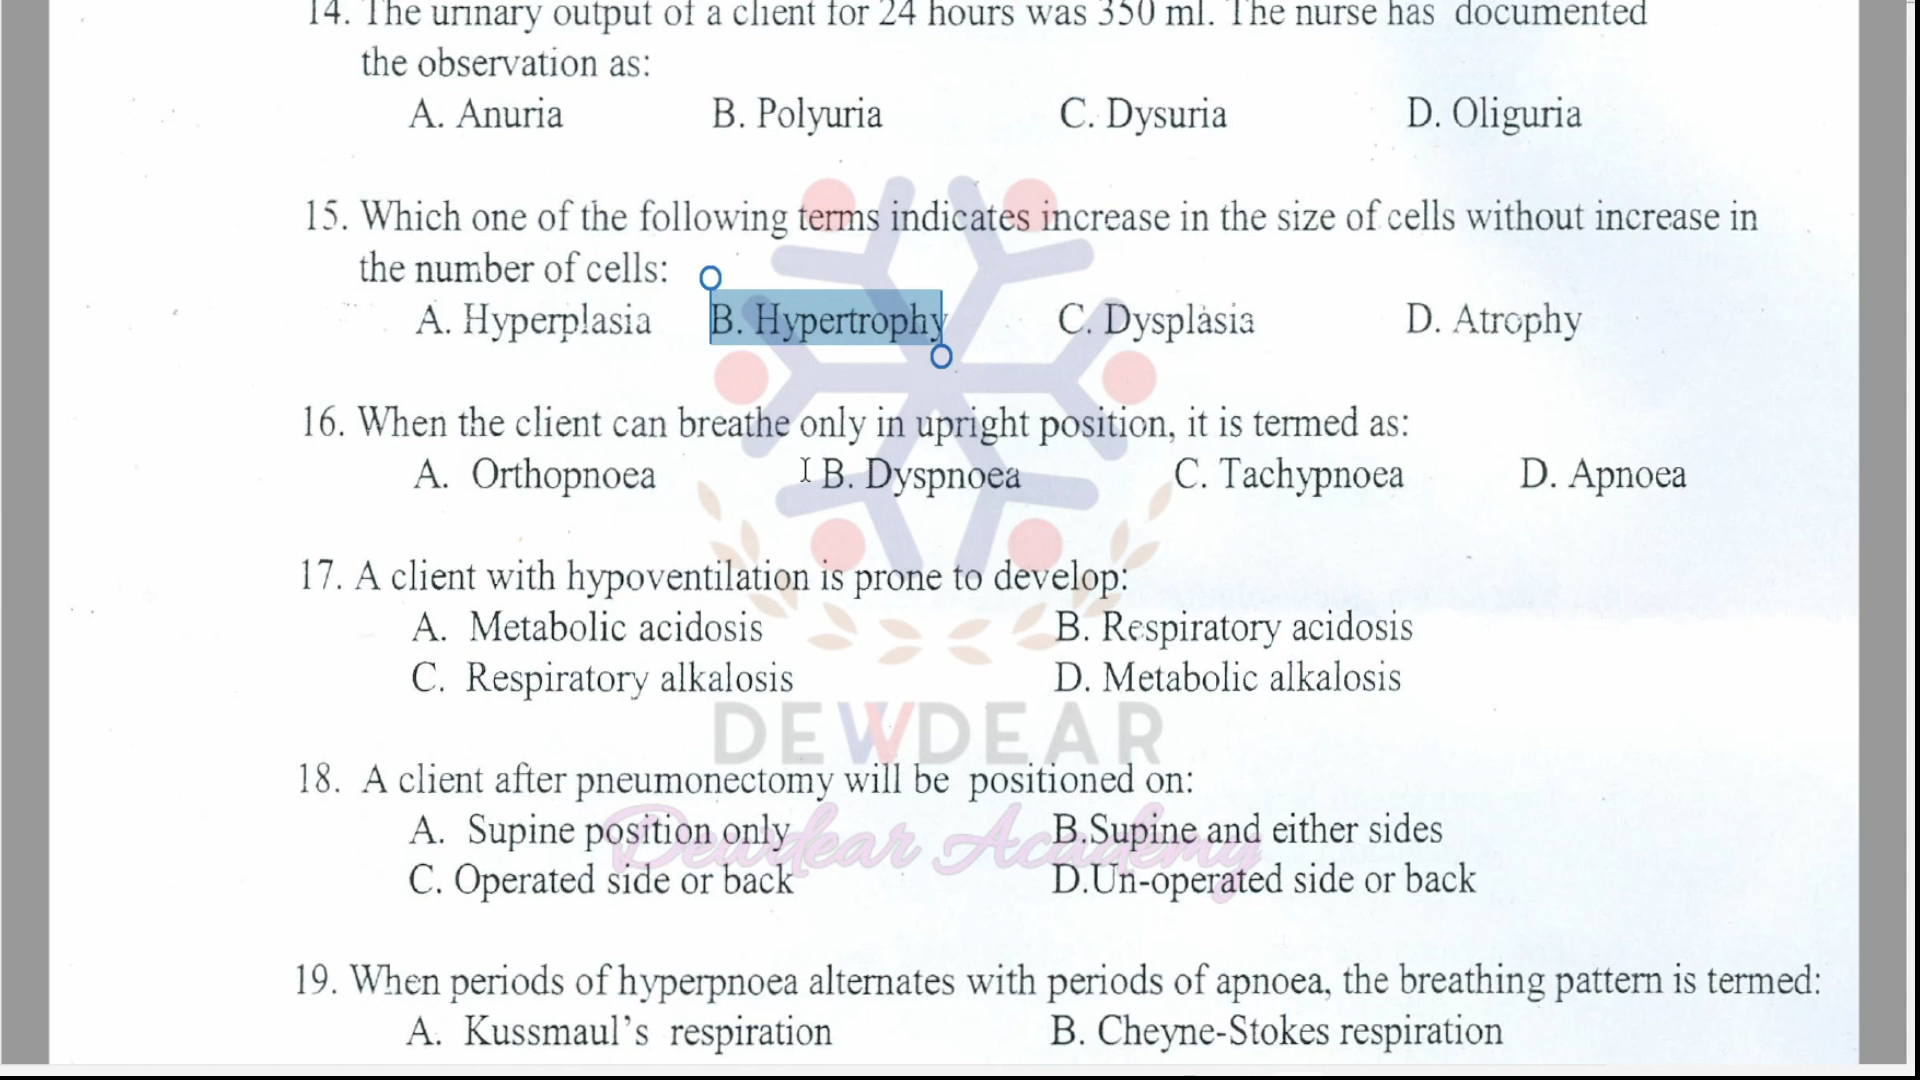 14. The urinary output of a client for 24 hours was 350 ml. The nurse has documented
the observation as:
A. Anuria B. Polyuria C. Dysuria D. Oliguria
15. Which one of the following terms indicates increase in the size of cells without increase in
the number of cells:
A. Hyperplasia B. Hypertrophy C. Dysplasia D. Atrophy
16. When the client can breathe only in upright position, it is termed as:
A. Orthopnoea B. Dyspnoea C. Tachypnoea D. Apnoea
17. A client with hypoventilation is prone to develop:
A. Metabolic acidosis B. Respiratory acidosis
C. Respiratory alkalosis D. Metabolic alkalosis
DEWDEAR
18. A client after pneumonectomy will be positioned on:
A. Supine position only B.Supine and either sides
Dewdear Academy
C. Operated side or back D.Un-operated side or back
19. When periods of hyperpnoea alternates with periods of apnoea, the breathing pattern is termed:
A. Kussmaul's respiration B. Cheyne-Stokes respiration